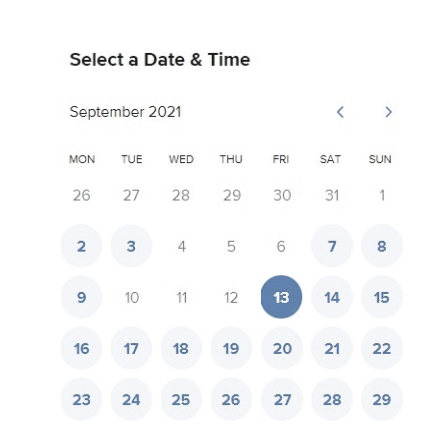 Select a Date & Time
September 2021
MON TUE WED THU FRI SAT SUN
26 27 28 29 30 31 1
2 3 4 5 6 7 8
9 10 11 12 13 14 15
16 17 18 19 20 21 22
23 24 25 26 27 28 29